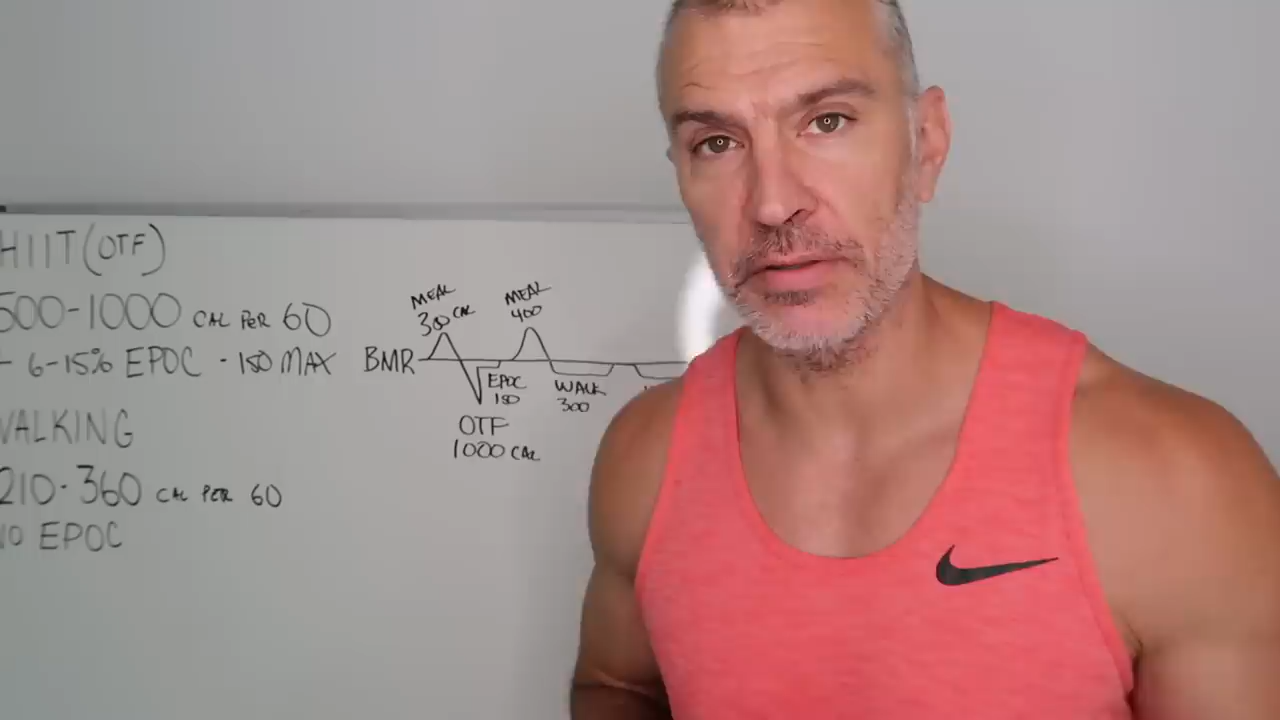 HIIT (OTF)
500-1000 CAL PER 60
+ 6-15% EPOC - 150 MAX
WALKING
210-360 CAL PER 60
NO EPOC
MEAL
300 CAL
MEAL
400
BMR
EPOC
150
WALK
300
OTF
1000 CAL